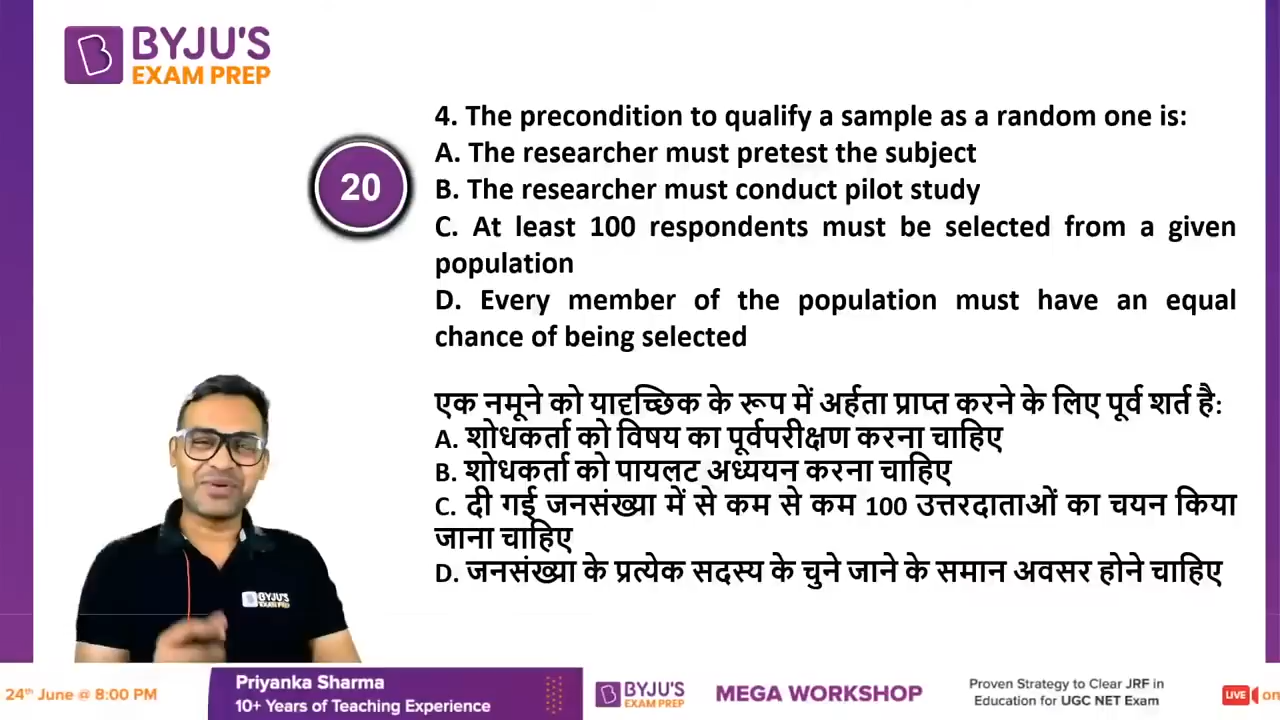 BYJU'S
EXAM PREP
20
4. The precondition to qualify a sample as a random one is:
A. The researcher must pretest the subject
B. The researcher must conduct pilot study
C. At least 100 respondents must be selected from a given
population
D. Every member of the population must have an equal
chance of being selected
एक नमूने को यादृच्छिक के रूप में अर्हता प्राप्त करने के लिए पूर्व शर्त है:
A. शोधकर्ता को विषय का पूर्वपरीक्षण करना चाहिए
B. शोधकर्ता को पायलट अध्ययन करना चाहिए
C. दी गई जनसंख्या में से कम से कम 100 उत्तरदाताओं का चयन किया
जाना चाहिए
D. जनसंख्या के प्रत्येक सदस्य के चुने जाने के समान अवसर होने चाहिए
BYJU'S
EXAM PREP
24th June @ 8:00 PM
Priyanka Sharma
10+ Years of Teaching Experience
BYJU'S
EXAM PREP
MEGA WORKSHOP
Proven Strategy to Clear JRF in
Education for UGC NET Exam
LIVE on